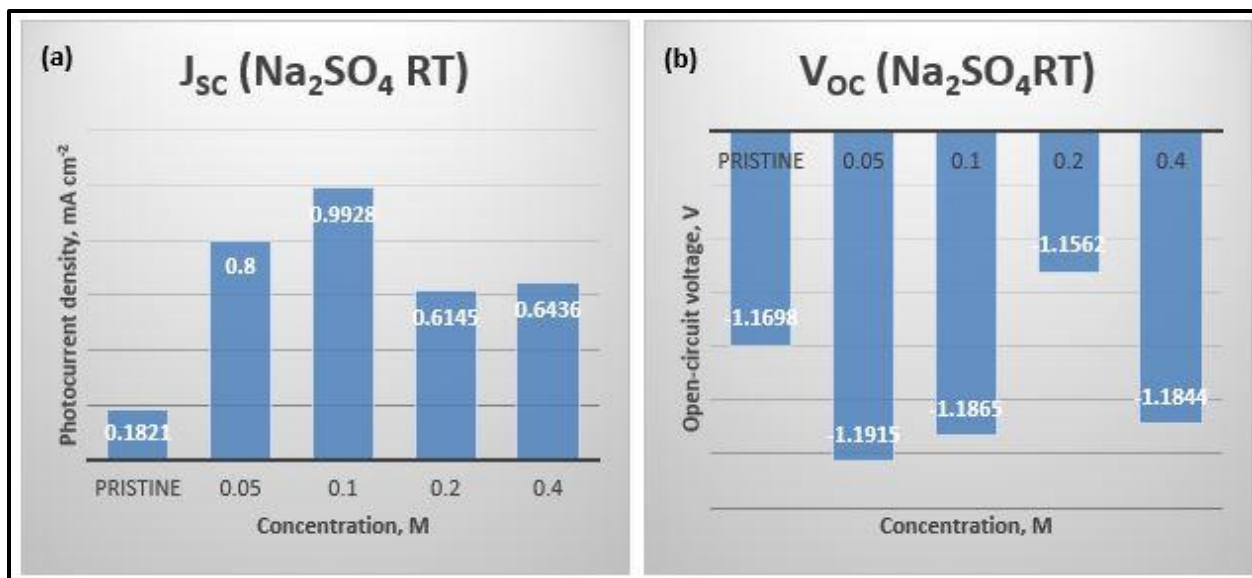 (a)
J_SC (Na₂SO₄ RT)
Photocurrent density, mA cm⁻²
0.1821
0.8
0.9928
0.6145
0.6436
PRISTINE 0.05 0.1 0.2 0.4
Concentration, M
(b)
V_OC (Na₂SO₄RT)
Open-circuit voltage, V
PRISTINE 0.05 0.1 0.2 0.4
-1.1698
-1.1915
-1.1865
-1.1562
-1.1844
Concentration, M